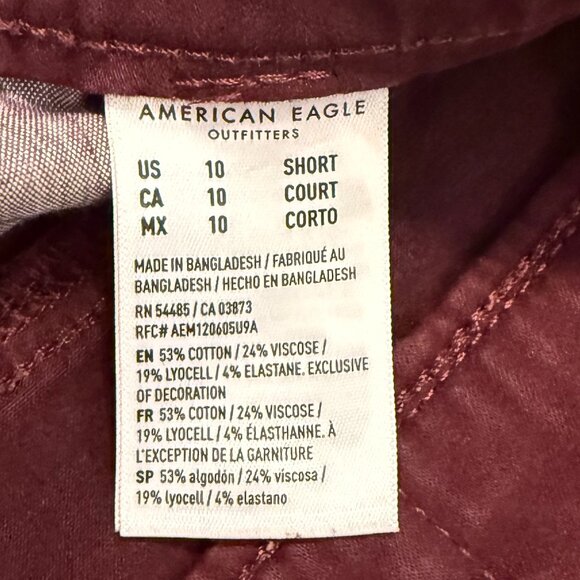 AMERICAN EAGLE
OUTFITTERS
US 10 SHORT
CA 10 COURT
MX 10 CORTO
MADE IN BANGLADESH / FABRIQUÉ AU
BANGLADESH / HECHO EN BANGLADESH
RN 54485 / CA 03873
RFC# AEM120605U9A
EN 53% COTTON / 24% VISCOSE /
19% LYOCELL / 4% ELASTANE. EXCLUSIVE
OF DECORATION
FR 53% COTON / 24% VISCOSE /
19% LYOCELL / 4% ÉLASTHANNE. À
L'EXCEPTION DE LA GARNITURE
SP 53% algodón / 24% viscosa /
19% lyocell / 4% elastano